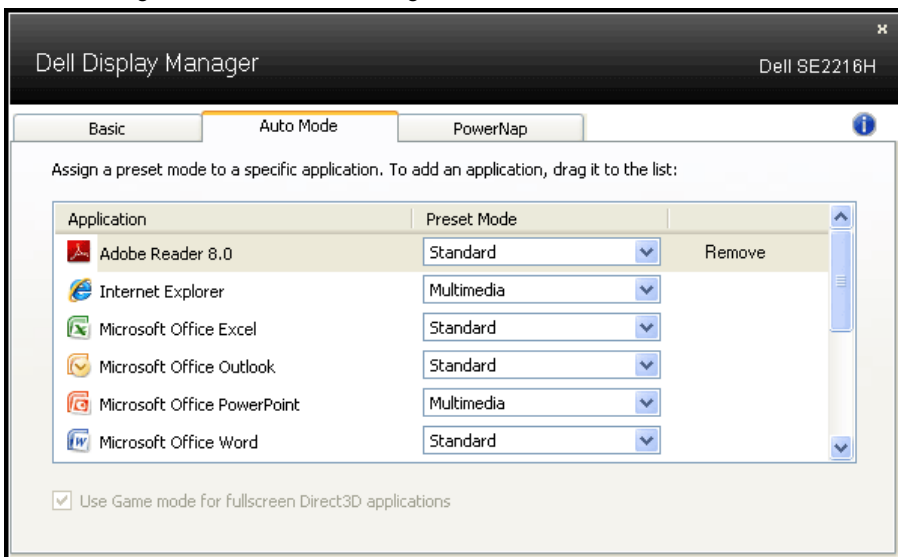 Dell Display Manager
Dell SE2216H
Basic Auto Mode PowerNap
Assign a preset mode to a specific application. To add an application, drag it to the list:
Application Preset Mode
Adobe Reader 8.0 Standard Remove
Internet Explorer Multimedia
Microsoft Office Excel Standard
Microsoft Office Outlook Standard
Microsoft Office PowerPoint Multimedia
Microsoft Office Word Standard
Use Game mode for fullscreen Direct3D applications